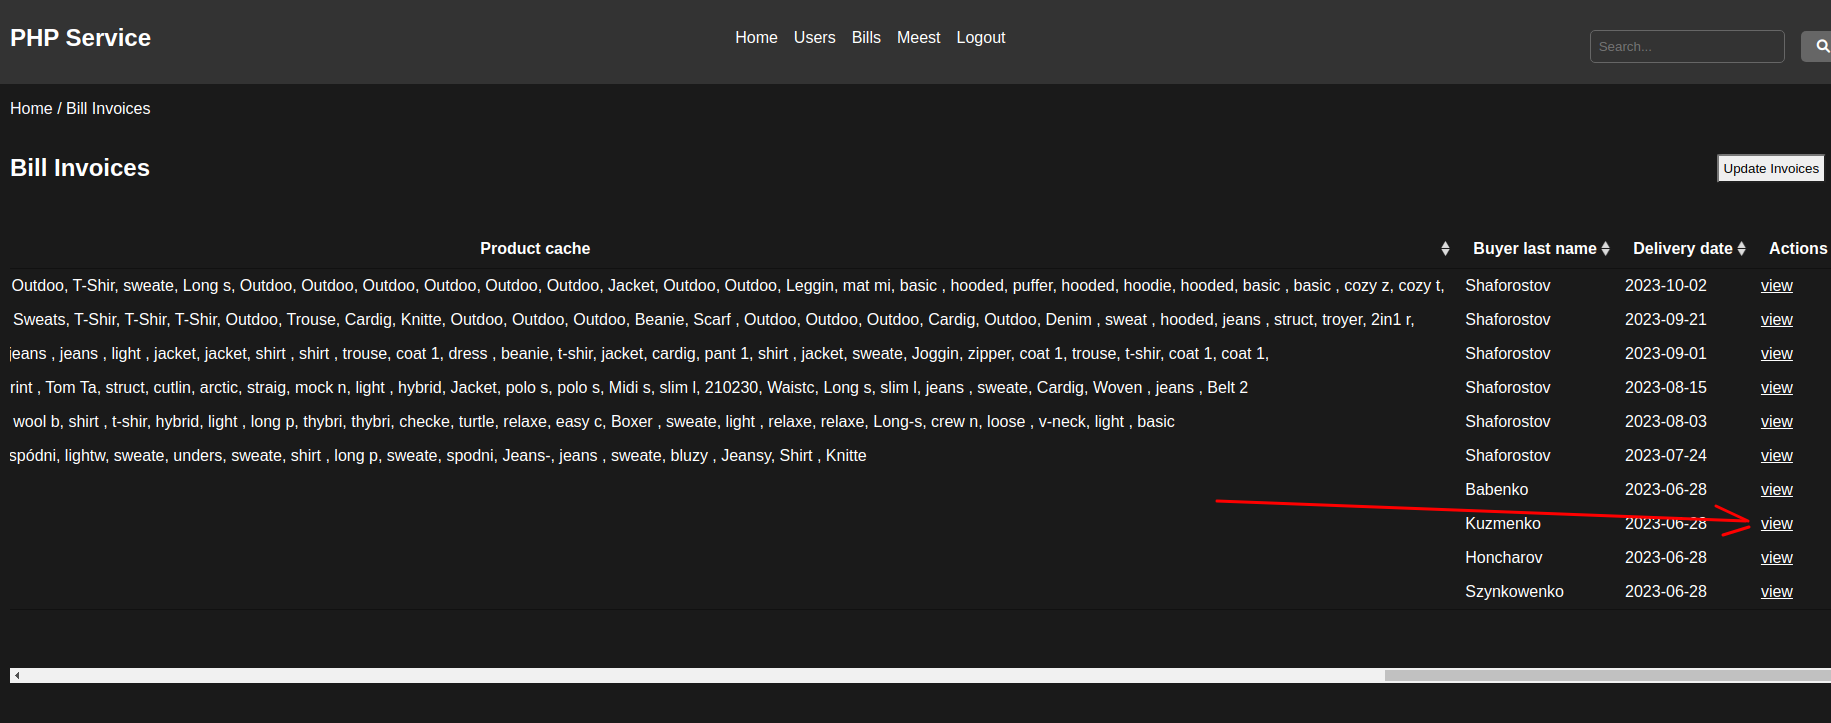 PHP Service
Home Users Bills Meest Logout
Search...
Home / Bill Invoices
Bill Invoices
Update Invoices
Product cache Buyer last name Delivery date Actions
Outdoo, T-Shir, sweate, Long s, Outdoo, Outdoo, Outdoo, Outdoo, Outdoo, Outdoo, Jacket, Outdoo, Outdoo, Leggin, mat mi, basic , hooded, puffer, hooded, hoodie, hooded, basic , basic , cozy z, cozy t, Shaforostov 2023-10-02 view
Sweats, T-Shir, T-Shir, T-Shir, Outdoo, Trouse, Cardig, Knitte, Outdoo, Outdoo, Outdoo, Beanie, Scarf , Outdoo, Outdoo, Outdoo, Cardig, Outdoo, Denim , sweat , hooded, jeans , struct, troyer, 2in1 r, Shaforostov 2023-09-21 view
jeans , jeans , light , jacket, jacket, shirt , shirt , trouse, coat 1, dress , beanie, t-shir, jacket, cardig, pant 1, shirt , jacket, sweate, Joggin, zipper, coat 1, trouse, t-shir, coat 1, coat 1, Shaforostov 2023-09-01 view
rint , Tom Ta, struct, cutlin, arctic, straig, mock n, light , hybrid, Jacket, polo s, polo s, Midi s, slim l, 210230, Waistc, Long s, slim l, jeans , sweate, Cardig, Woven , jeans , Belt 2 Shaforostov 2023-08-15 view
wool b, shirt , t-shir, hybrid, light , long p, thybri, thybri, checke, turtle, relaxe, easy c, Boxer , sweate, light , relaxe, relaxe, Long-s, crew n, loose , v-neck, light , basic Shaforostov 2023-08-03 view
spódni, lightw, sweate, unders, sweate, shirt , long p, sweate, spodni, Jeans-, jeans , sweate, bluzy , Jeansy, Shirt , Knitte Shaforostov 2023-07-24 view
Babenko 2023-06-28 view
Kuzmenko 2023-06-28 view
Honcharov 2023-06-28 view
Szynkowenko 2023-06-28 view